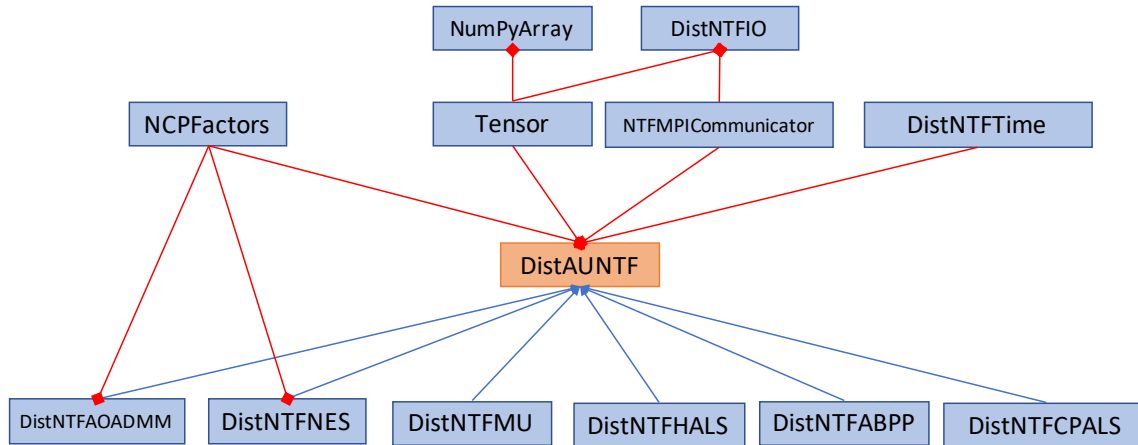 NumPyArray
DistNTFIO
NCPFactors
Tensor
NTFMPICommunicator
DistNTFTime
DistAUNTF
DistNTFAOADMM
DistNTFNES
DistNTFMU
DistNTFHALS
DistNTFABPP
DistNTFCPALS